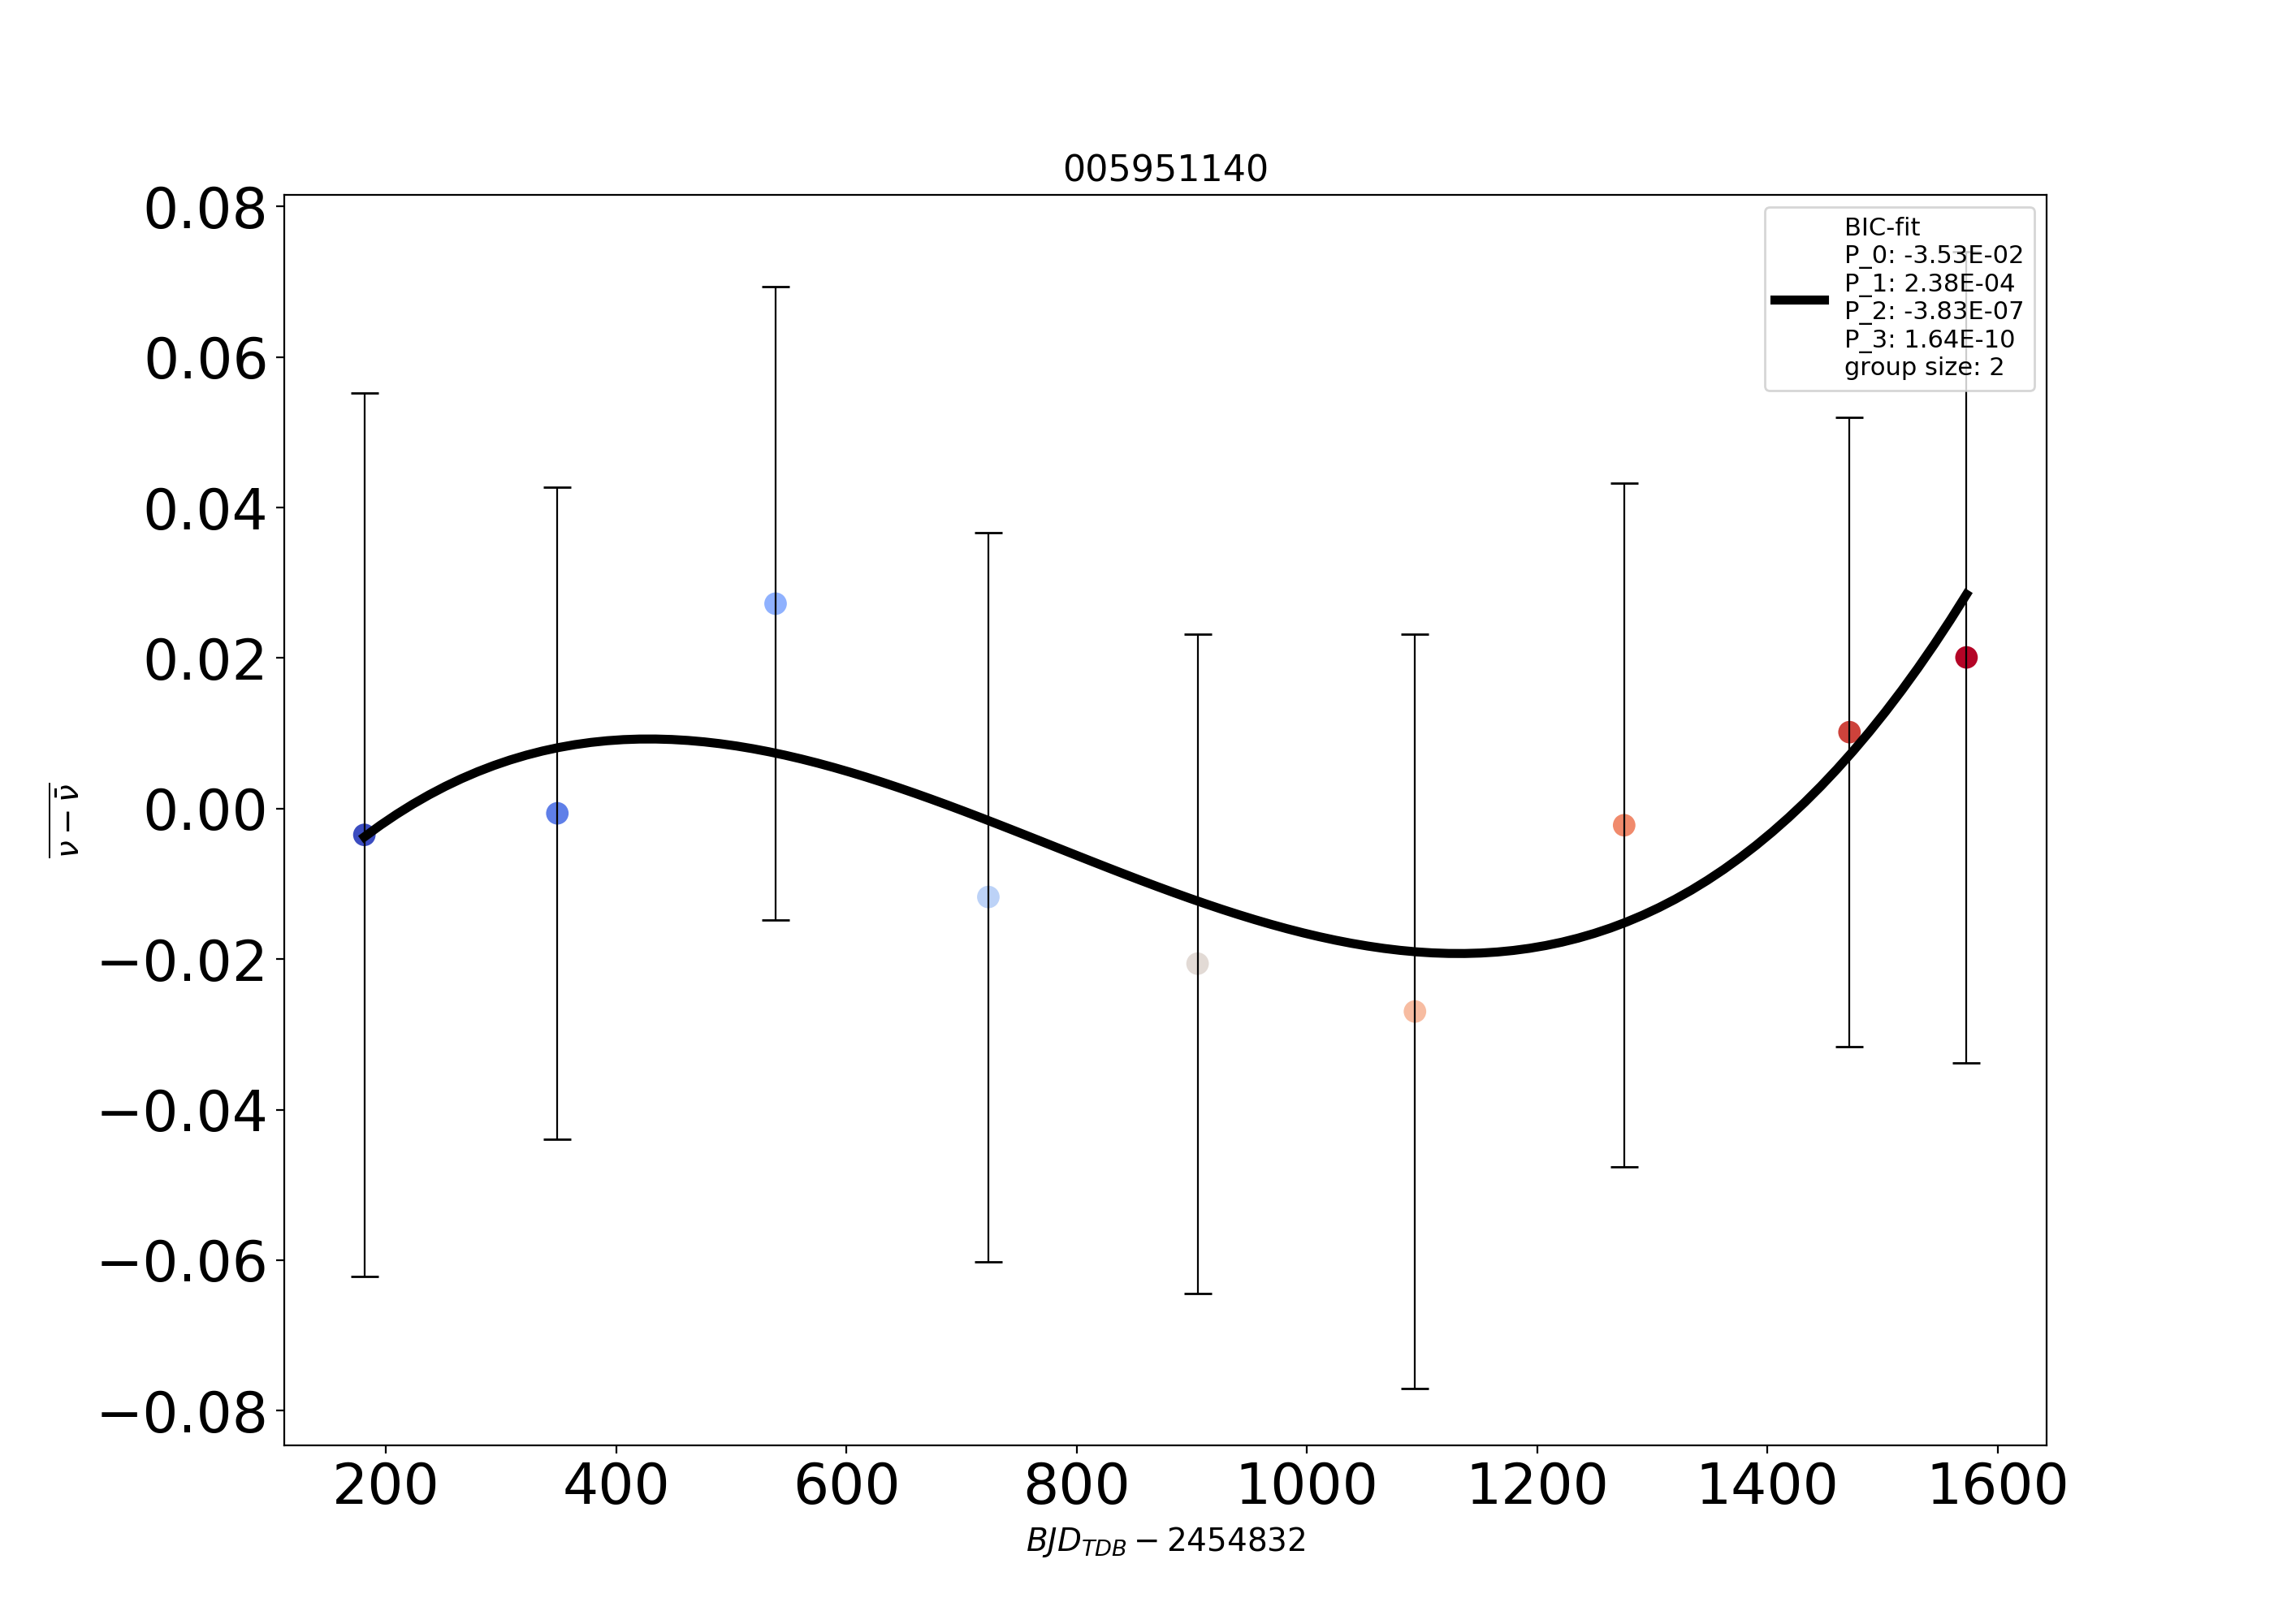 005951140
0.08
0.06
0.04
0.02
0.00
−0.02
−0.04
−0.06
−0.08
ν − ν̄
BIC-fit
P_0: -3.53E-02
P_1: 2.38E-04
P_2: -3.83E-07
P_3: 1.64E-10
group size: 2
200 400 600 800 1000 1200 1400 1600
BJD_TDB − 2454832